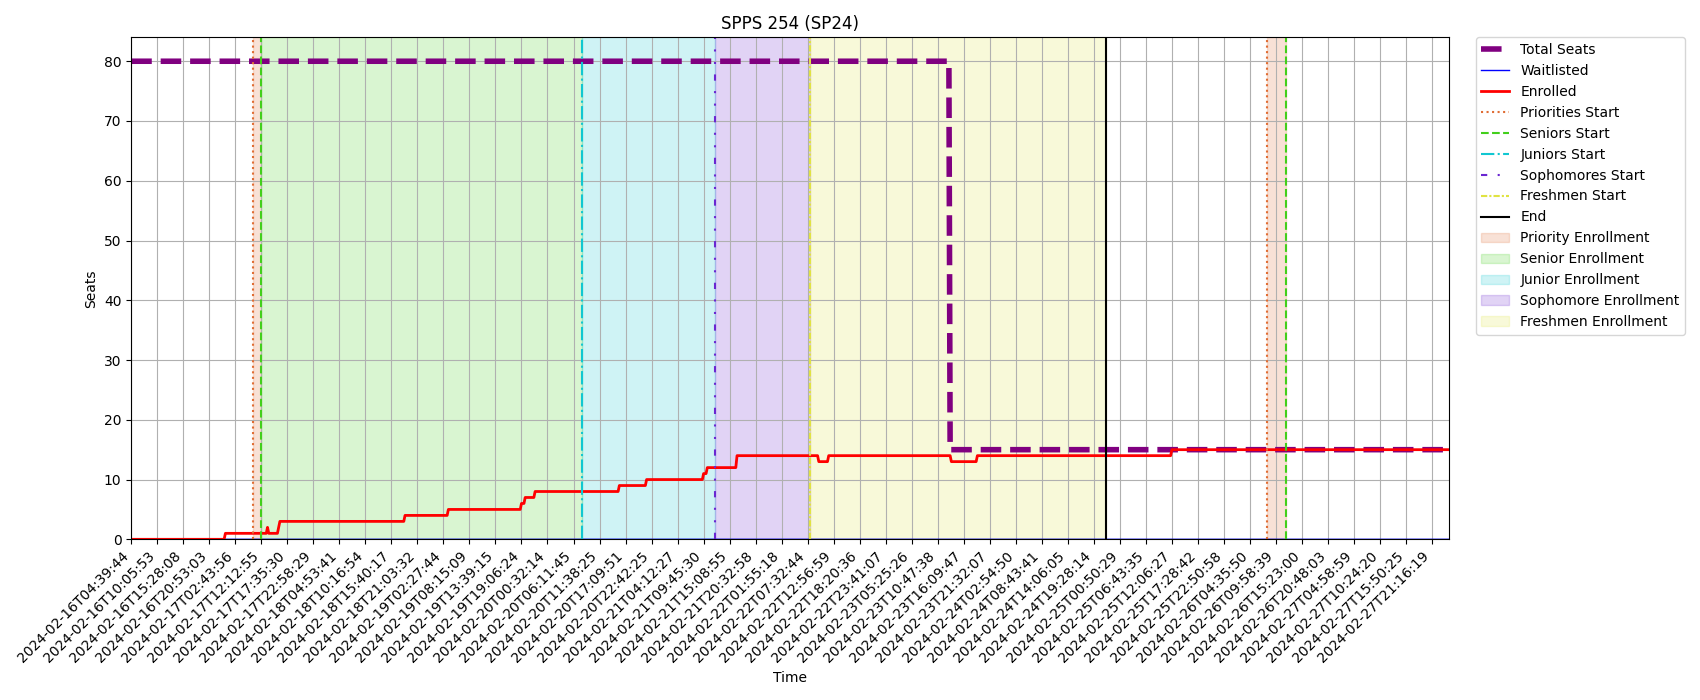 SPPS 254 (SP24)
Seats
80
70
60
50
40
30
20
10
0
2024-02-16T04:39:44
2024-02-16T10:05:53
2024-02-16T15:28:08
2024-02-16T20:53:03
2024-02-17T02:43:56
2024-02-17T12:12:55
2024-02-17T17:35:30
2024-02-17T22:58:29
2024-02-18T04:53:41
2024-02-18T10:16:54
2024-02-18T15:40:17
2024-02-18T21:03:32
2024-02-19T02:27:44
2024-02-19T08:15:09
2024-02-19T13:39:15
2024-02-19T19:06:24
2024-02-20T00:32:14
2024-02-20T06:11:45
2024-02-20T11:38:25
2024-02-20T17:09:51
2024-02-20T22:42:25
2024-02-21T04:12:27
2024-02-21T09:45:30
2024-02-21T15:08:55
2024-02-21T20:32:58
2024-02-22T01:55:18
2024-02-22T07:32:44
2024-02-22T12:56:59
2024-02-22T18:20:36
2024-02-22T23:41:07
2024-02-23T05:25:26
2024-02-23T10:47:38
2024-02-23T16:09:47
2024-02-23T21:32:07
2024-02-24T02:54:50
2024-02-24T08:43:41
2024-02-24T14:06:05
2024-02-24T19:28:14
2024-02-25T00:50:29
2024-02-25T06:43:35
2024-02-25T12:06:27
2024-02-25T17:28:42
2024-02-25T22:50:58
2024-02-26T04:35:50
2024-02-26T09:58:39
2024-02-26T15:23:00
2024-02-26T20:48:03
2024-02-27T04:58:59
2024-02-27T10:24:20
2024-02-27T15:50:25
2024-02-27T21:16:19
Time
Total Seats
Waitlisted
Enrolled
Priorities Start
Seniors Start
Juniors Start
Sophomores Start
Freshmen Start
End
Priority Enrollment
Senior Enrollment
Junior Enrollment
Sophomore Enrollment
Freshmen Enrollment